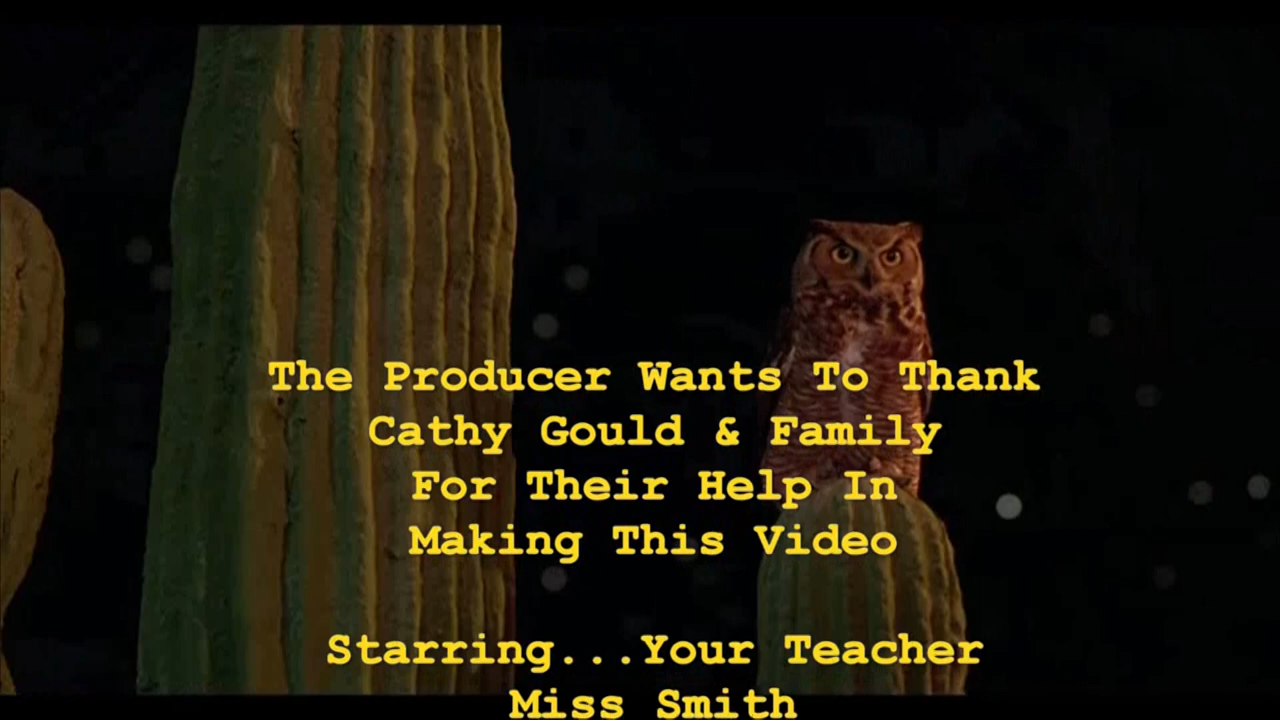 The Producer Wants To Thank
Cathy Gould & Family
For Their Help In
Making This Video
Starring...Your Teacher
Miss Smith